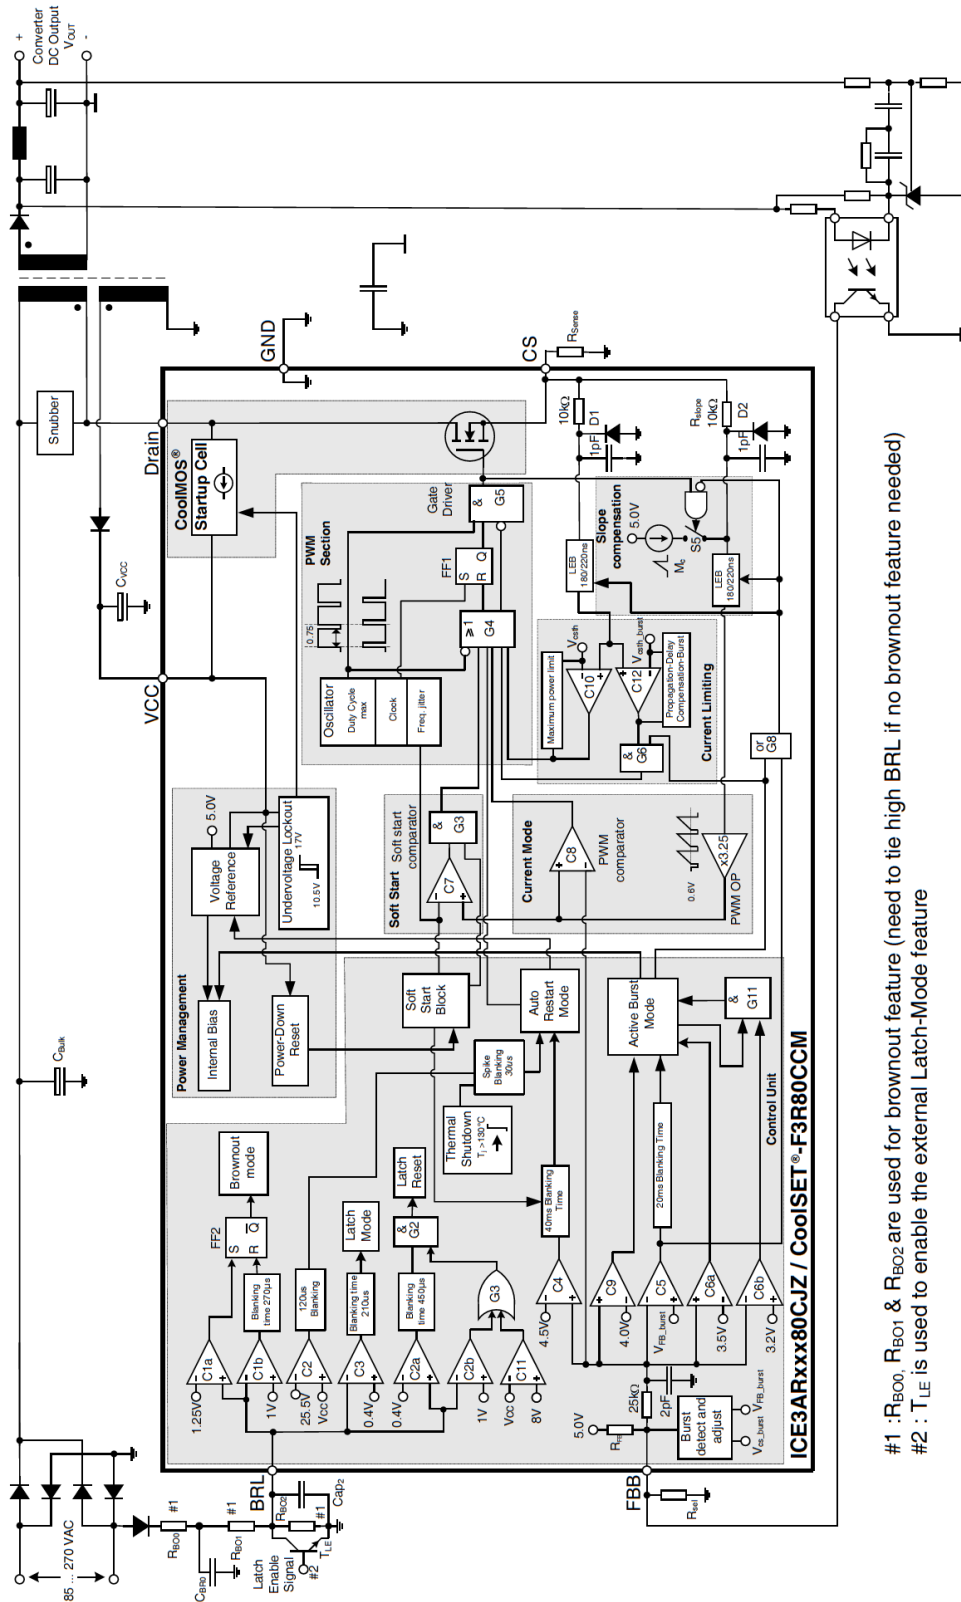 85 ... 270 VAC
CBulk
Snubber
+
Converter
DC Output
VOUT
-
RBO0
#1
CBR0
RBO1
#1
Latch
Enable
Signal
#2
TLE
RBO2
#1
Cap2
BRL
VCC
CVCC
Drain
GND
CS
RSense
FBB
Rsel
Power Management
Internal Bias
Voltage
Reference
5.0V
Power-Down
Reset
Undervoltage Lockout
17V
10.5V
CoolMOS®
Startup Cell
PWM
Section
0.75
Oscillator
Duty Cycle
max
Clock
Freq. jitter
Gate
Driver
FF1
S
R
Q
&
G5
≥1
G4
1.25V
C1a
C1b
1V
Blanking
time 270µs
FF2
S
R
Q
Brownout
mode
25.5V
C2
Vcc
120us
Blanking
0.4V
C3
Blanking time
210us
Latch
Mode
0.4V
C2a
Blanking
time 450µs
&
G2
Latch
Reset
C2b
1V
G3
Vcc
C11
8V
Thermal
Shutdown
Tj >130°C
Spike
Blanking
30us
Soft
Start
Block
Soft Start
Soft start
comparator
C7
&
G3
Auto
Restart
Mode
4.5V
C4
40ms Blanking
Time
Current Mode
C8
PWM
comparator
0.6V
x3.25
PWM OP
Current Limiting
Maximum power limit
Vcsth
C10
C12
Vcsth_burst
Propagation-Delay
Compensation-Burst
&
G6
LEB
180/220ns
10kΩ
D1
1pF
Slope
compensation
5.0V
Mc
S5
LEB
180/220ns
Rslope
10kΩ
D2
1pF
or
G8
C9
4.0V
C5
VFB_burst
20ms Blanking Time
Active Burst
Mode
C6a
3.5V
C6b
3.2V
&
G11
Control Unit
5.0V
RFB
25kΩ
2pF
Burst
detect and
adjust
VFB_burst
Vcs_burst
ICE3ARxxx80CJZ / CoolSET®-F3R80CCM
#1 :RBO0, RBO1 & RBO2 are used for brownout feature (need to tie high BRL if no brownout feature needed)
#2 : TLE is used to enable the external Latch-Mode feature